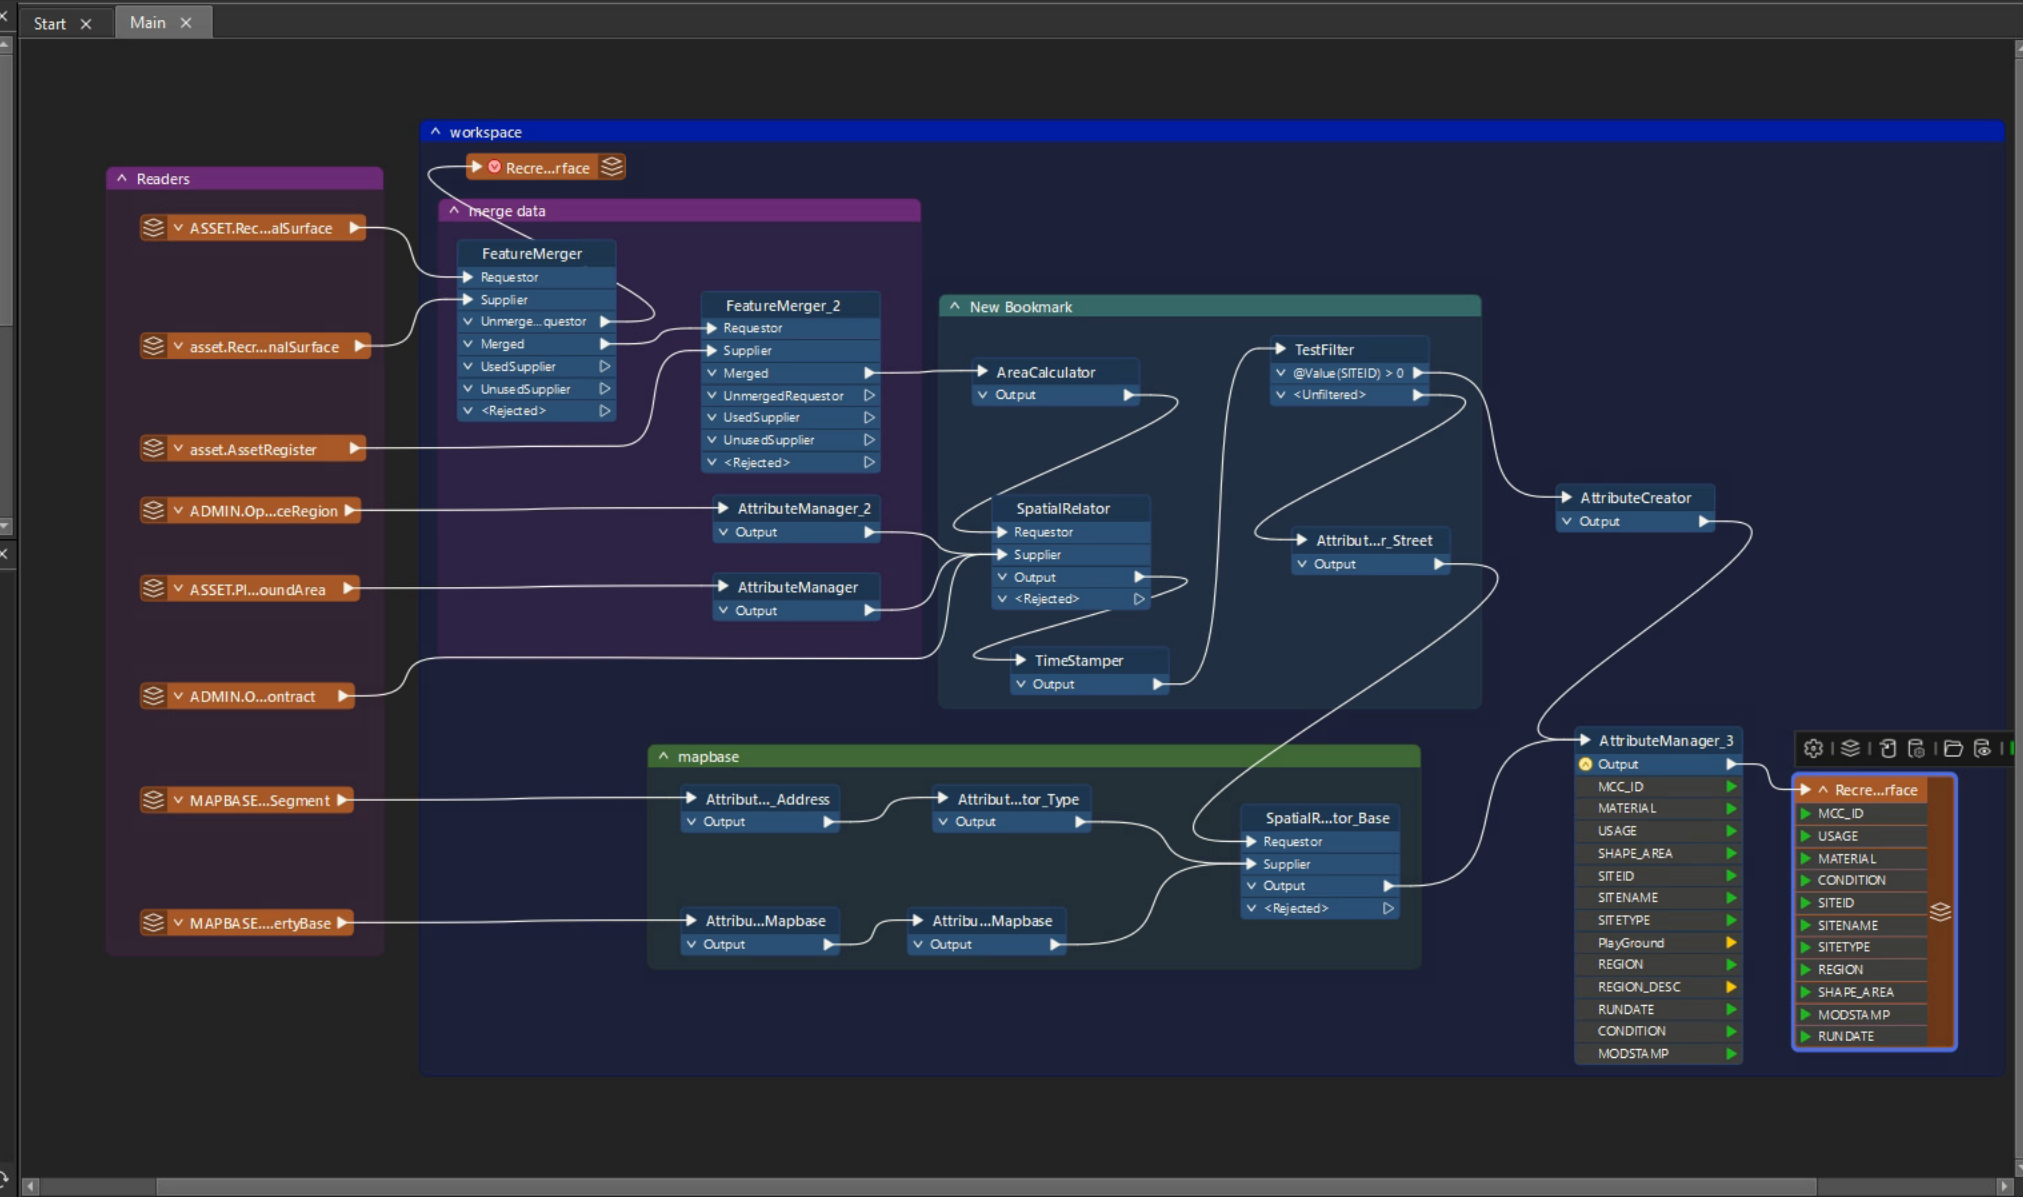 Start
Main
workspace
Recre...rface
Readers
ASSET.Rec...alSurface
asset.Recr...nalSurface
asset.AssetRegister
ADMIN.Op...ceRegion
ASSET.Pl...oundArea
ADMIN.O...ontract
MAPBASE...Segment
MAPBASE....ertyBase
merge data
FeatureMerger
Requestor
Supplier
Unmerge...questor
Merged
UsedSupplier
UnusedSupplier
<Rejected>
FeatureMerger_2
Requestor
Supplier
Merged
UnmergedRequestor
UsedSupplier
UnusedSupplier
<Rejected>
AttributeManager_2
Output
AttributeManager
Output
New Bookmark
AreaCalculator
Output
SpatialRelator
Requestor
Supplier
Output
<Rejected>
TimeStamper
Output
TestFilter
@Value(SITEID) > 0
<Unfiltered>
Attribut...r_Street
Output
AttributeCreator
Output
mapbase
Attribut..._Address
Output
Attribut...tor_Type
Output
Attribu...Mapbase
Output
Attribu...Mapbase
Output
SpatialR...tor_Base
Requestor
Supplier
Output
<Rejected>
AttributeManager_3
Output
MCC_ID
MATERIAL
USAGE
SHAPE_AREA
SITEID
SITENAME
SITETYPE
PlayGround
REGION
REGION_DESC
RUNDATE
CONDITION
MODSTAMP
Recre...rface
MCC_ID
USAGE
MATERIAL
CONDITION
SITEID
SITENAME
SITETYPE
REGION
SHAPE_AREA
MODSTAMP
RUNDATE